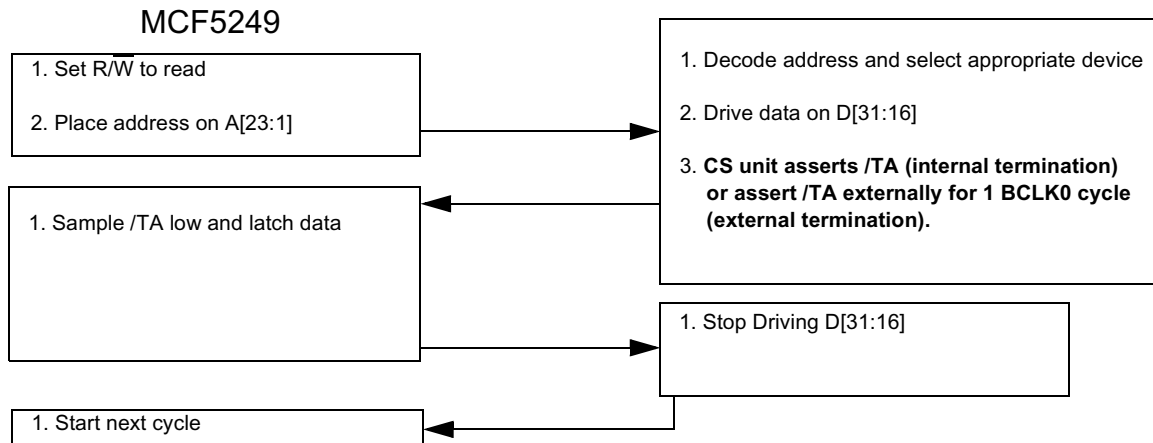 MCF5249
1. Set R/W̅ to read
2. Place address on A[23:1]
1. Decode address and select appropriate device
2. Drive data on D[31:16]
3. CS unit asserts /TA (internal termination)
or assert /TA externally for 1 BCLK0 cycle
(external termination).
1. Sample /TA low and latch data
1. Stop Driving D[31:16]
1. Start next cycle